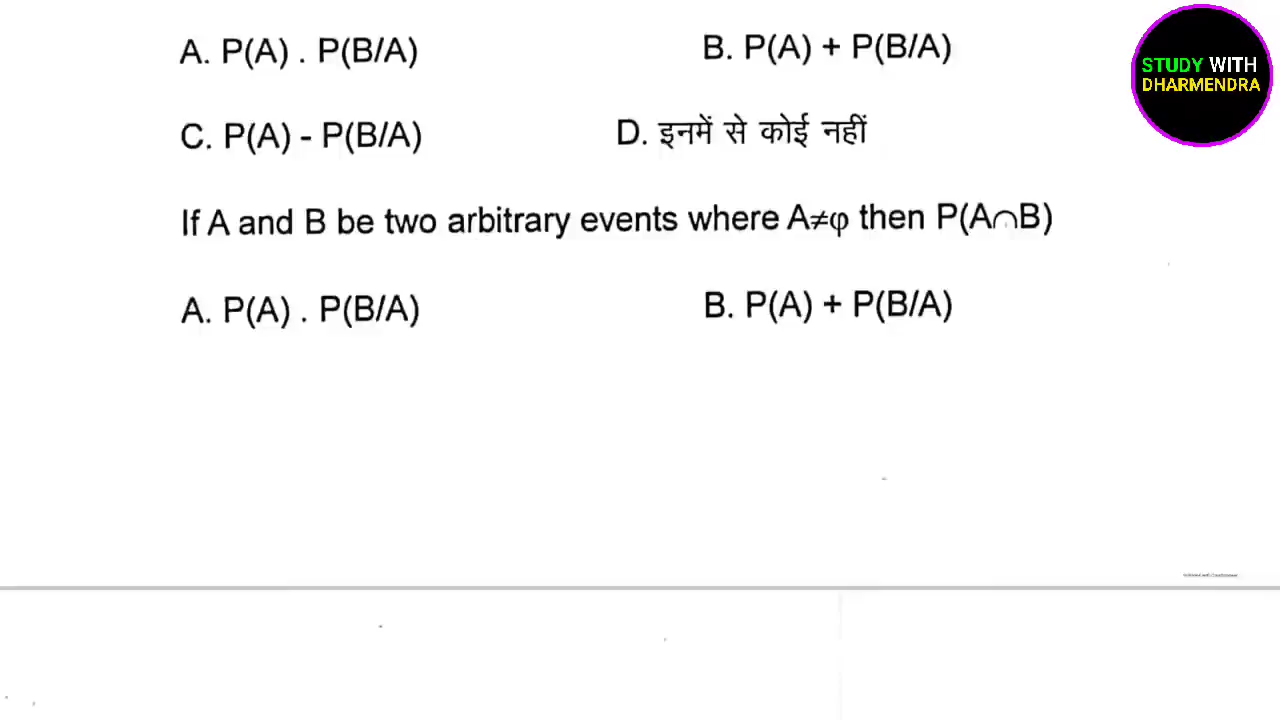 A. P(A) . P(B/A) B. P(A) + P(B/A)
C. P(A) - P(B/A) D. इनमें से कोई नहीं
If A and B be two arbitrary events where A≠φ then P(A∩B)
A. P(A) . P(B/A) B. P(A) + P(B/A)
STUDY WITH
DHARMENDRA